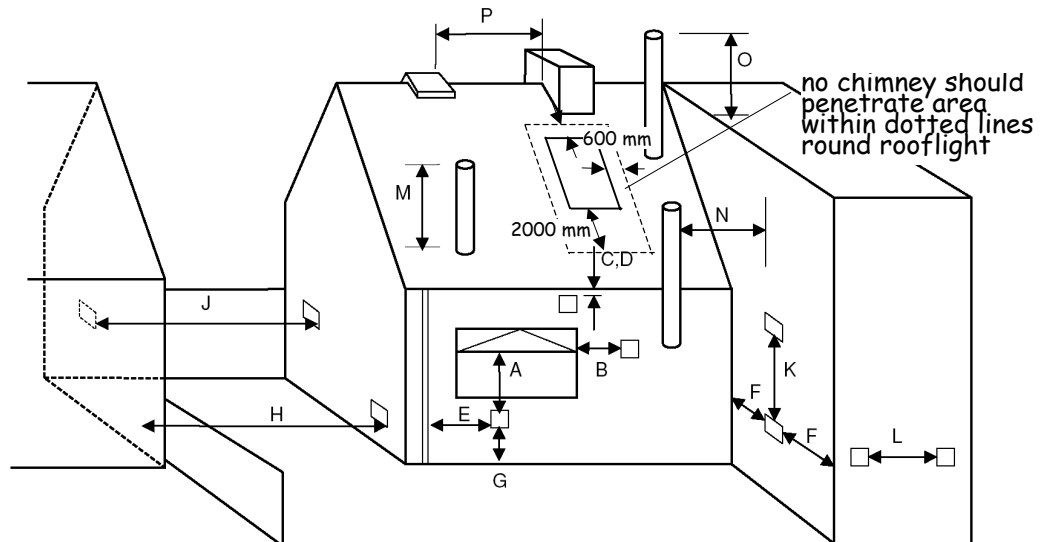 P
O
no chimney should
penetrate area
within dotted lines
round rooflight
600 mm
M
N
2000 mm
C,D
J
A
B
K
F
H
E
F
L
G